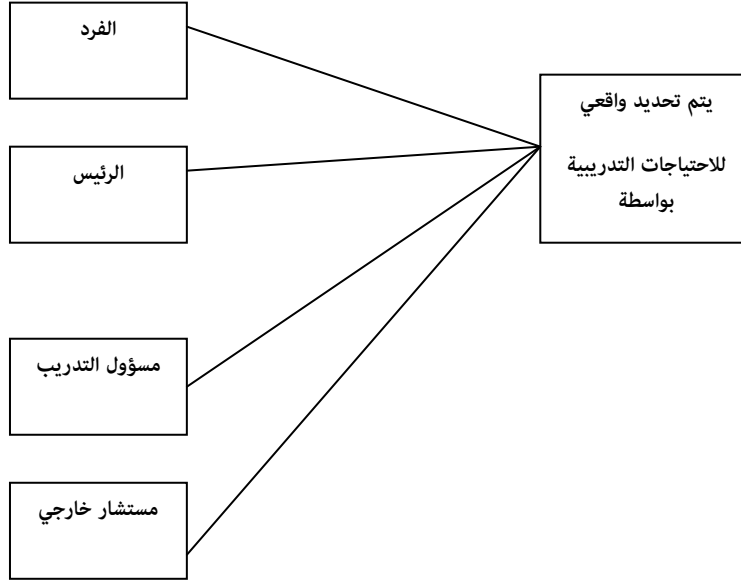 يتم تحديد واقعي
للاحتياجات التدريبية
بواسطة
الفرد
الرئيس
مسؤول التدريب
مستشار خارجي